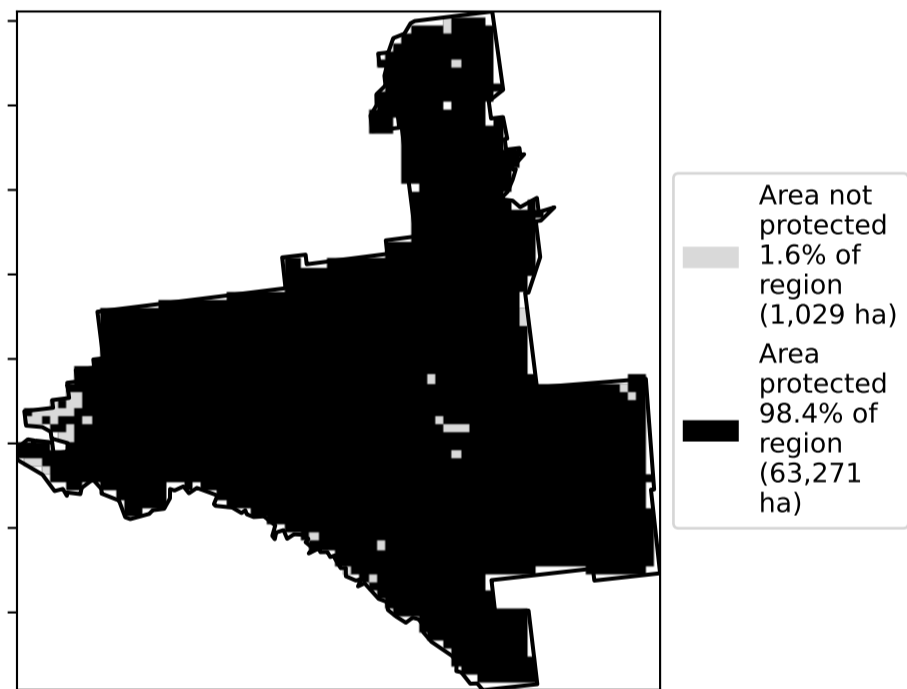 Area not
protected
1.6% of
region
(1,029 ha)
Area
protected
98.4% of
region
(63,271
ha)